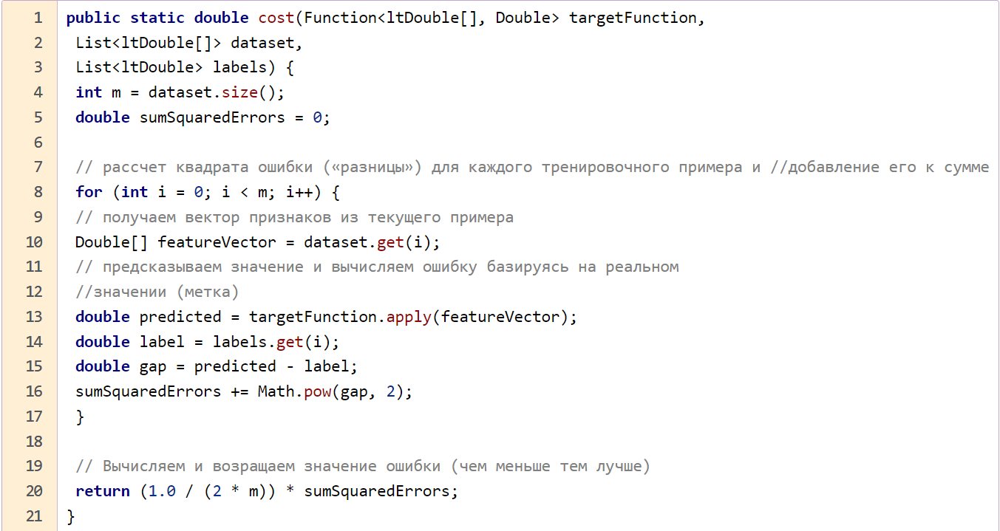 1 public static double cost(Function<ltDouble[], Double> targetFunction,
2 List<ltDouble[]> dataset,
3 List<ltDouble> labels) {
4 int m = dataset.size();
5 double sumSquaredErrors = 0;
6
7 // рассчет квадрата ошибки («разницы») для каждого тренировочного примера и //добавление его к сумме
8 for (int i = 0; i < m; i++) {
9 // получаем вектор признаков из текущего примера
10 Double[] featureVector = dataset.get(i);
11 // предсказываем значение и вычисляем ошибку базируясь на реальном
12 //значении (метка)
13 double predicted = targetFunction.apply(featureVector);
14 double label = labels.get(i);
15 double gap = predicted - label;
16 sumSquaredErrors += Math.pow(gap, 2);
17 }
18
19 // Вычисляем и возращаем значение ошибки (чем меньше тем лучше)
20 return (1.0 / (2 * m)) * sumSquaredErrors;
21 }